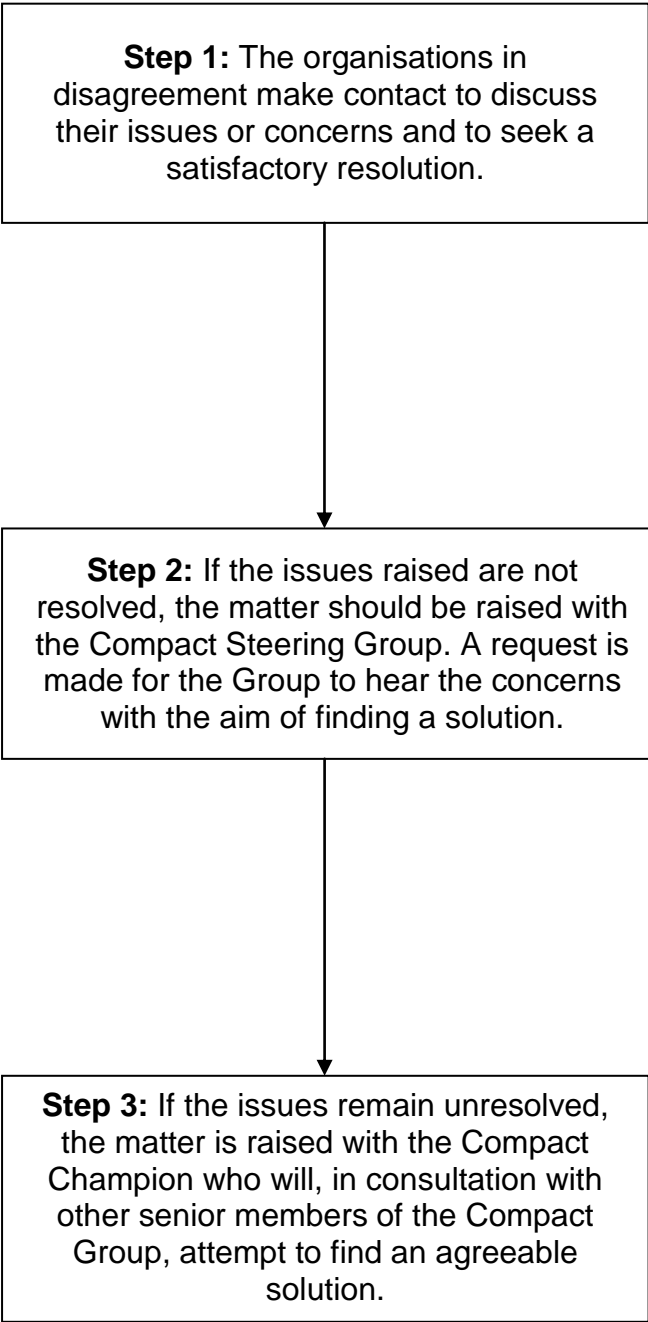 Step 1: The organisations in
disagreement make contact to discuss
their issues or concerns and to seek a
satisfactory resolution.
Step 2: If the issues raised are not
resolved, the matter should be raised with
the Compact Steering Group. A request is
made for the Group to hear the concerns
with the aim of finding a solution.
Step 3: If the issues remain unresolved,
the matter is raised with the Compact
Champion who will, in consultation with
other senior members of the Compact
Group, attempt to find an agreeable
solution.